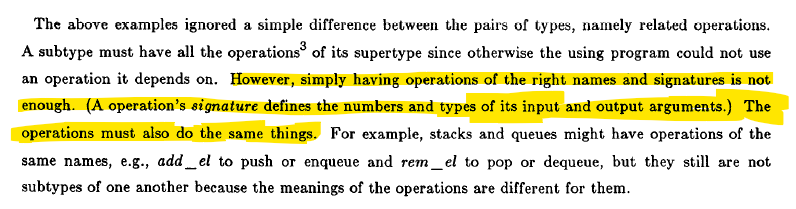 The above examples ignored a simple difference between the pairs of types, namely related operations.
A subtype must have all the operations³ of its supertype since otherwise the using program could not use
an operation it depends on. However, simply having operations of the right names and signatures is not
enough. (A operation's signature defines the numbers and types of its input and output arguments.) The
operations must also do the same things. For example, stacks and queues might have operations of the
same names, e.g., add_el to push or enqueue and rem_el to pop or dequeue, but they still are not
subtypes of one another because the meanings of the operations are different for them.